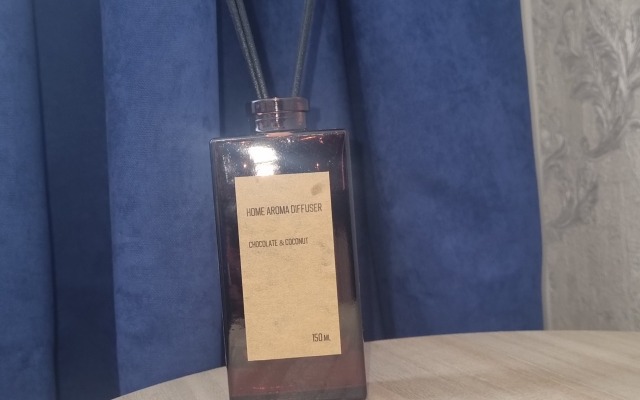 HOME AROMA DIFFUSER
CHOCOLATE & COCONUT
150 ML